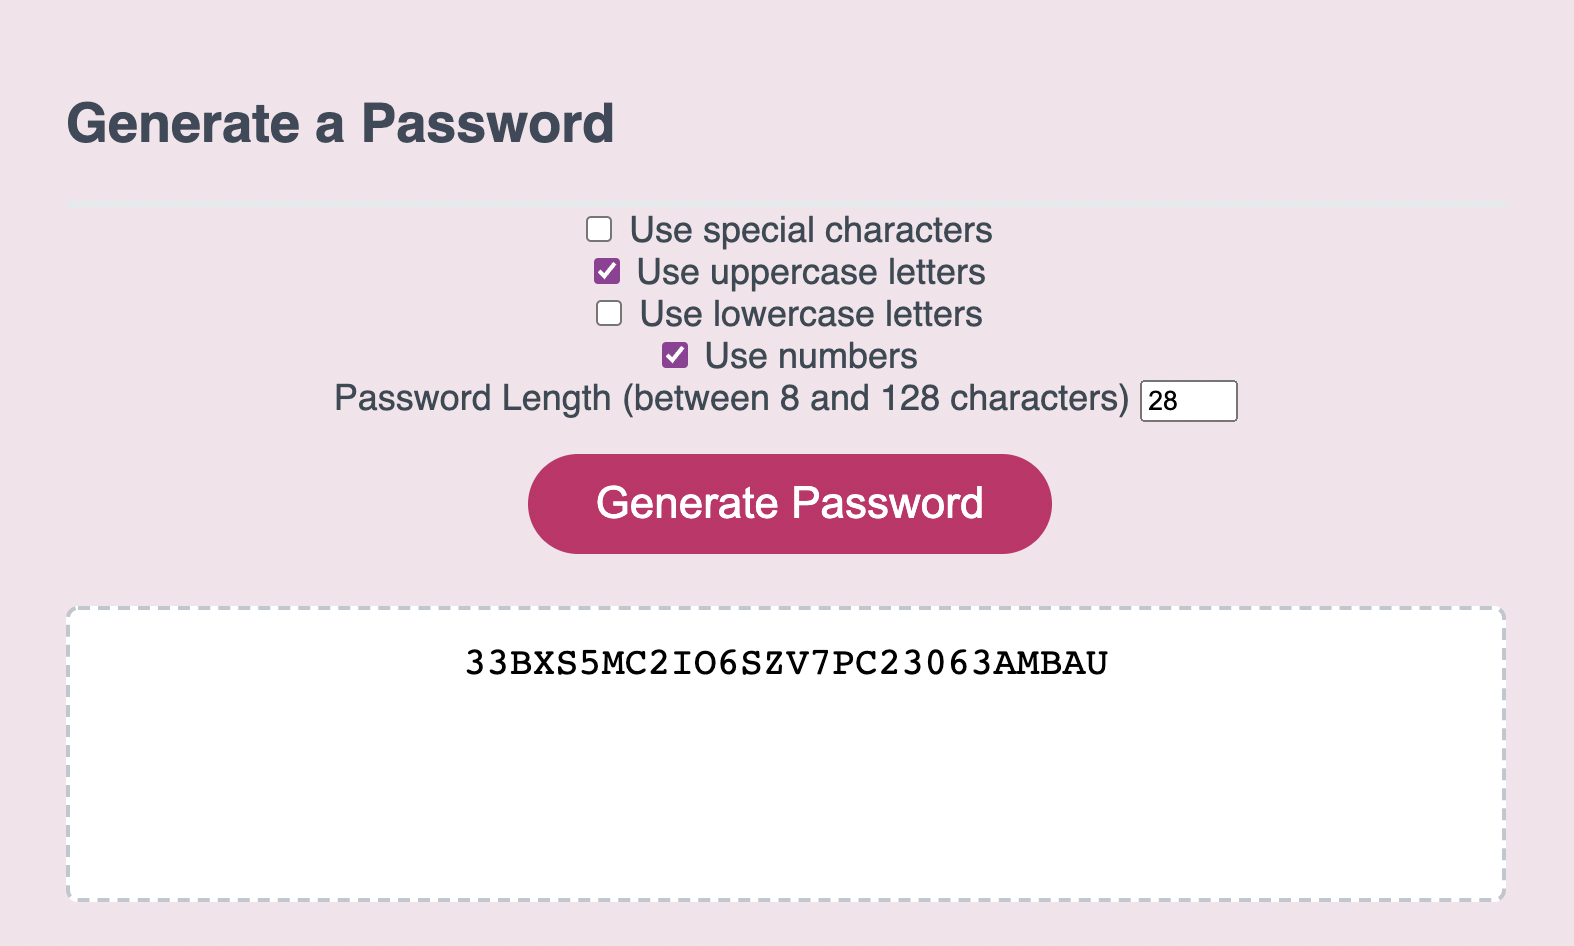 Generate a Password
Use special characters
Use uppercase letters
Use lowercase letters
Use numbers
Password Length (between 8 and 128 characters) 28
Generate Password
33BXS5MC2IO6SZV7PC23063AMBAU